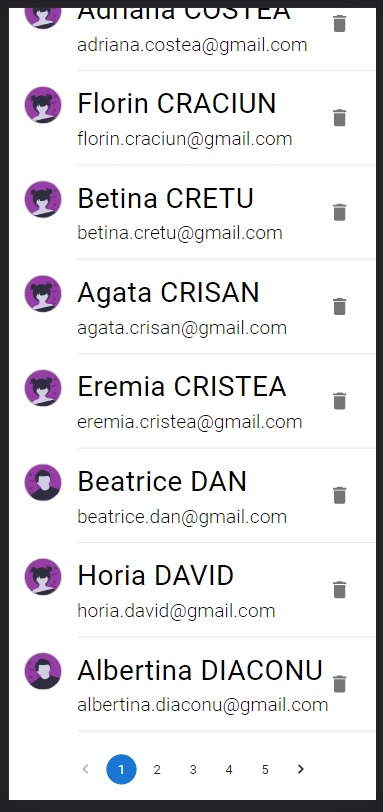 Adriana COSTEA
adriana.costea@gmail.com
Florin CRACIUN
florin.craciun@gmail.com
Betina CRETU
betina.cretu@gmail.com
Agata CRISAN
agata.crisan@gmail.com
Eremia CRISTEA
eremia.cristea@gmail.com
Beatrice DAN
beatrice.dan@gmail.com
Horia DAVID
horia.david@gmail.com
Albertina DIACONU
albertina.diaconu@gmail.com
1 2 3 4 5